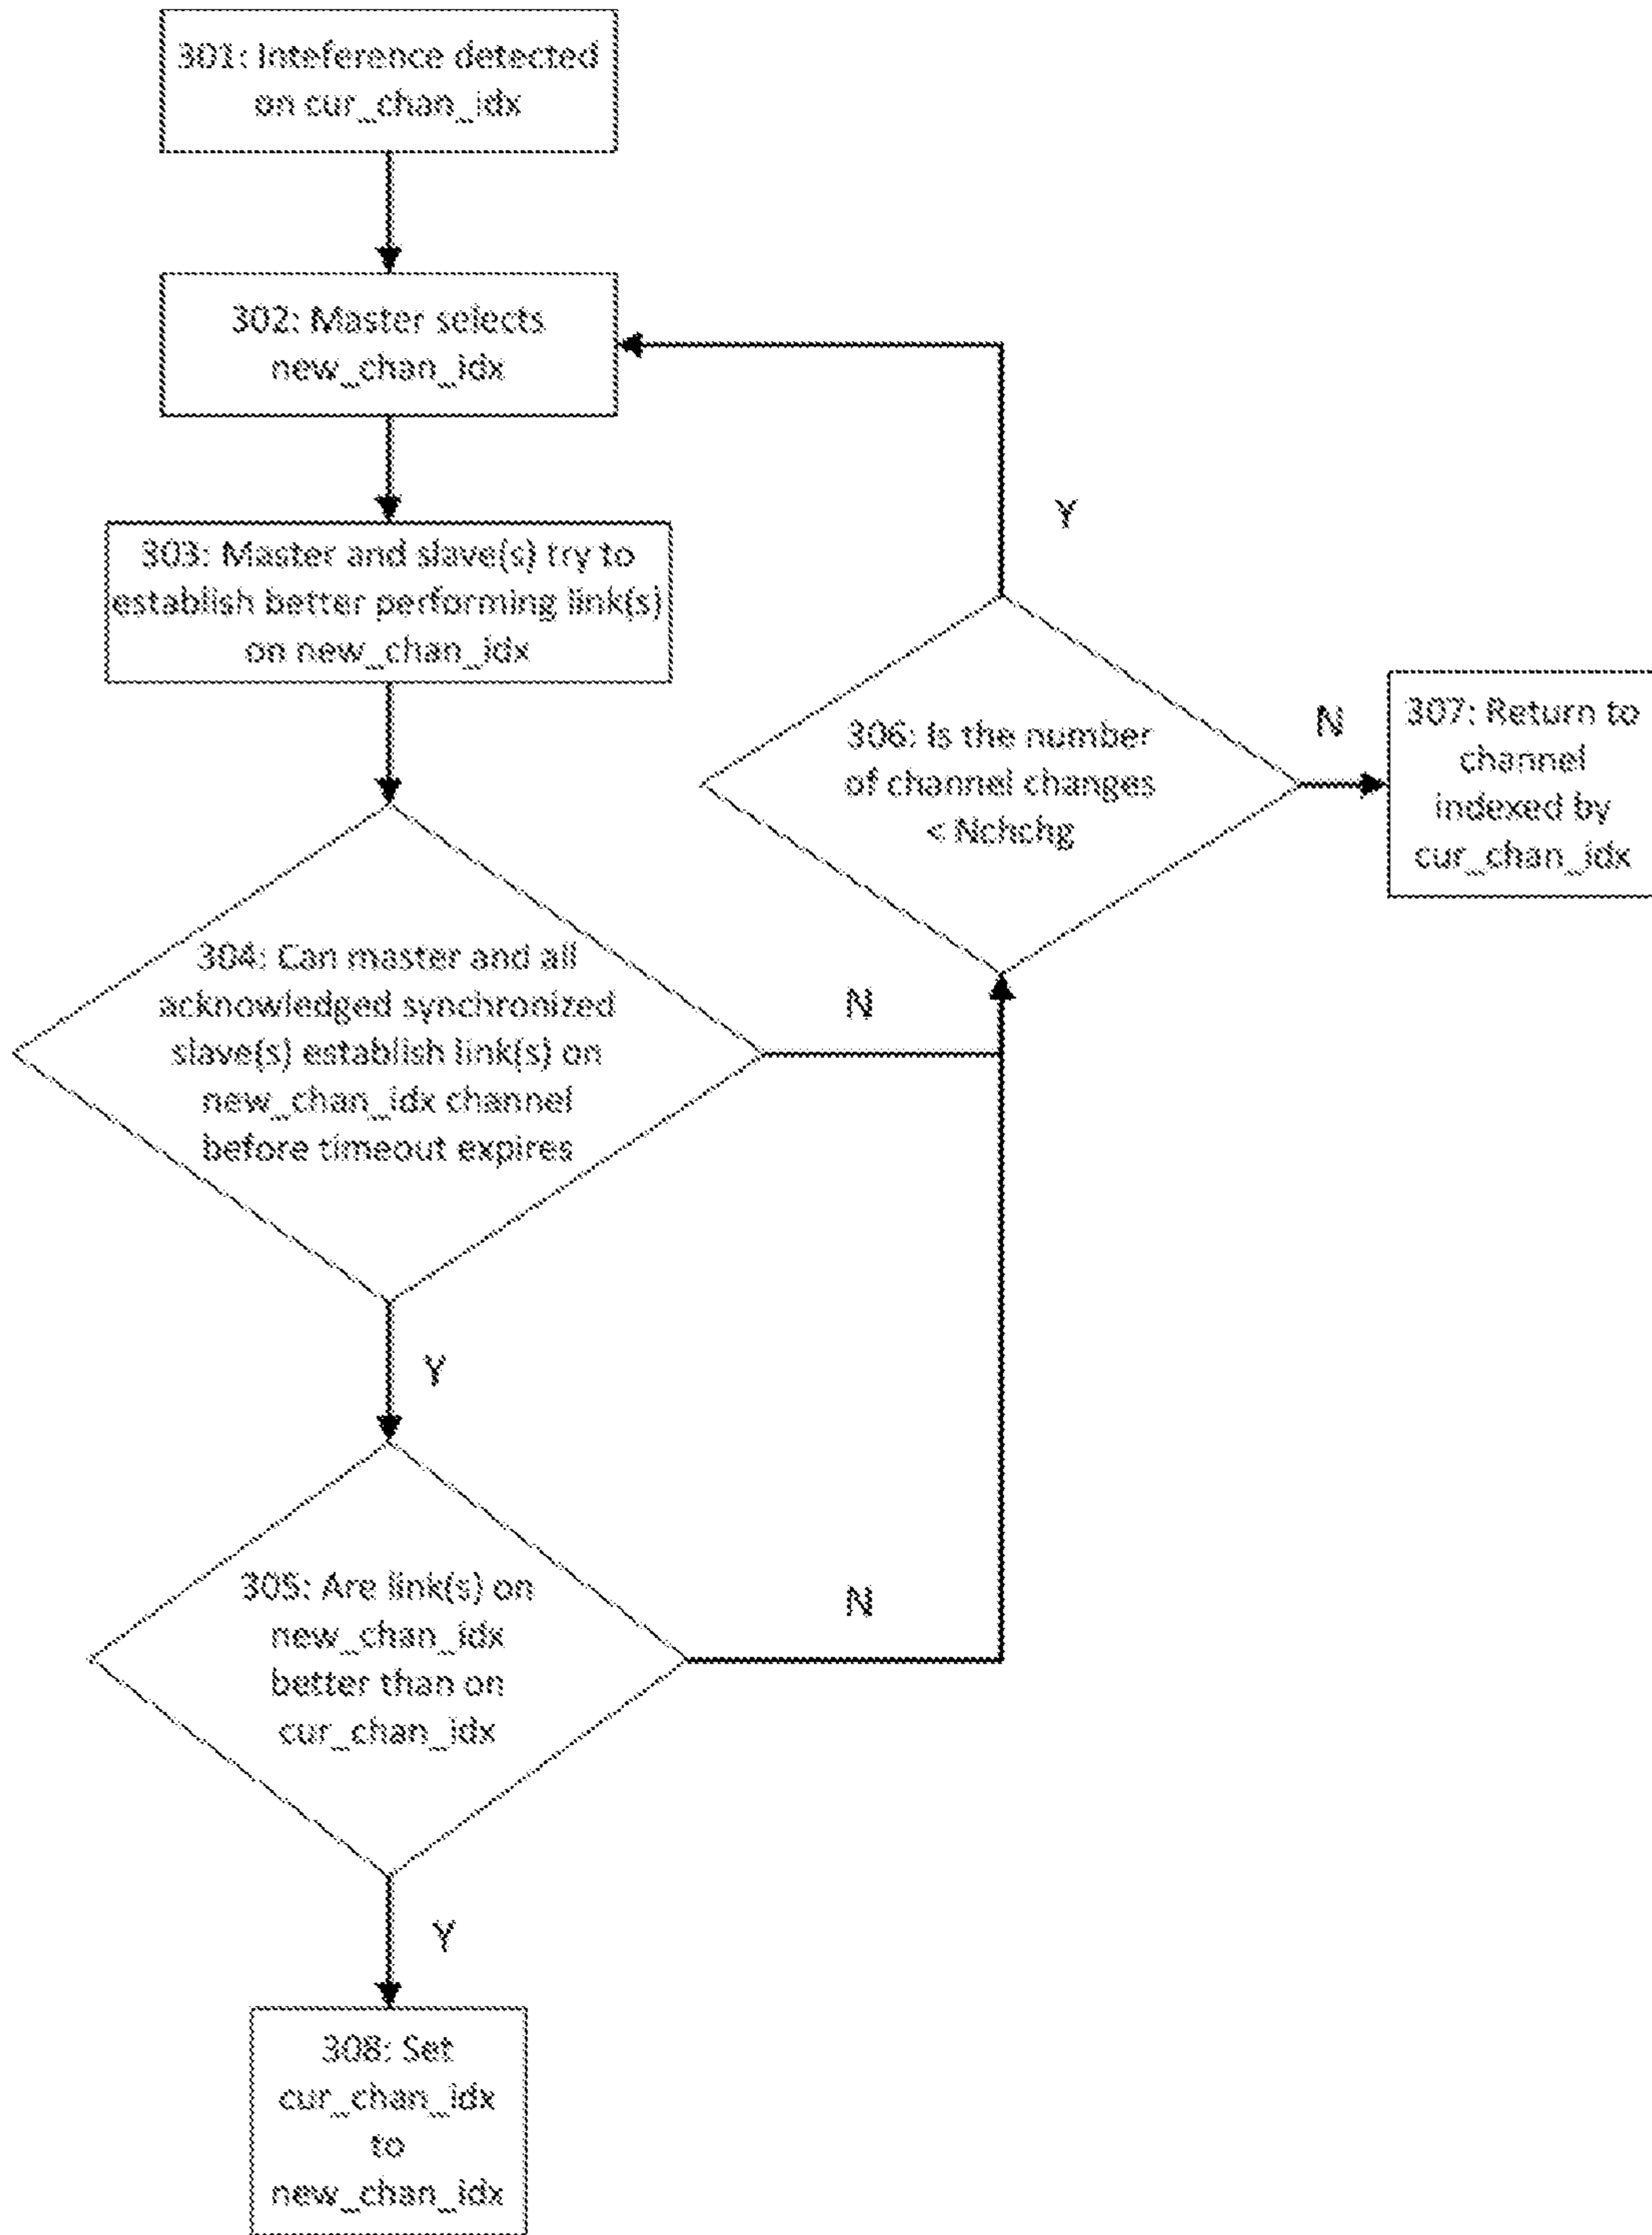 301: Inteference detected
on cur_chan_idx
302: Master selects
new_chan_idx
303: Master and slave(s) try to
establish better performing link(s)
on new_chan_idx
Y
306: Is the number
of channel changes
< Nchchg
N
307: Return to
channel
indexed by
cur_chan_idx
304: Can master and all
acknowledged synchronized
slave(s) establish link(s) on
new_chan_idx channel
before timeout expires
N
Y
305: Are link(s) on
new_chan_idx
better than on
cur_chan_idx
N
Y
308: Set
cur_chan_idx
to
new_chan_idx